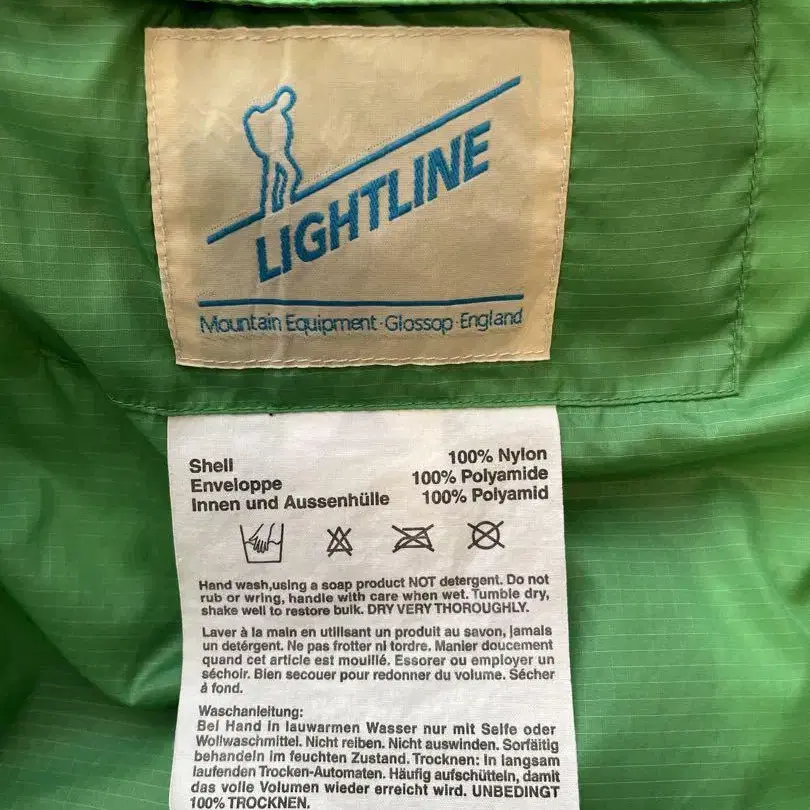 LIGHTLINE
Mountain Equipment·Glossop·England
Shell 100% Nylon
Enveloppe 100% Polyamide
Innen und Aussenhülle 100% Polyamid
Hand wash,using a soap product NOT detergent. Do not
rub or wring, handle with care when wet. Tumble dry,
shake well to restore bulk. DRY VERY THOROUGHLY.
Laver à la main en utilisant un produit au savon, jamais
un detérgent. Ne pas frotter ni tordre. Manier doucement
quand cet article est mouillé. Essorer ou employer un
séchoir. Bien secouer pour redonner du volume. Sécher
à fond.
Waschanleitung:
Bei Hand in lauwarmen Wasser nur mit Seife oder
Wollwaschmittel. Nicht reiben. Nicht auswinden. Sorfäitig
behandeln im feuchten Zustand. Trocknen: In langsam
laufenden Trocken-Automaten. Häufig aufschütteln, damit
das volle Volumen wieder erreicht wird. UNBEDINGT
100% TROCKNEN.